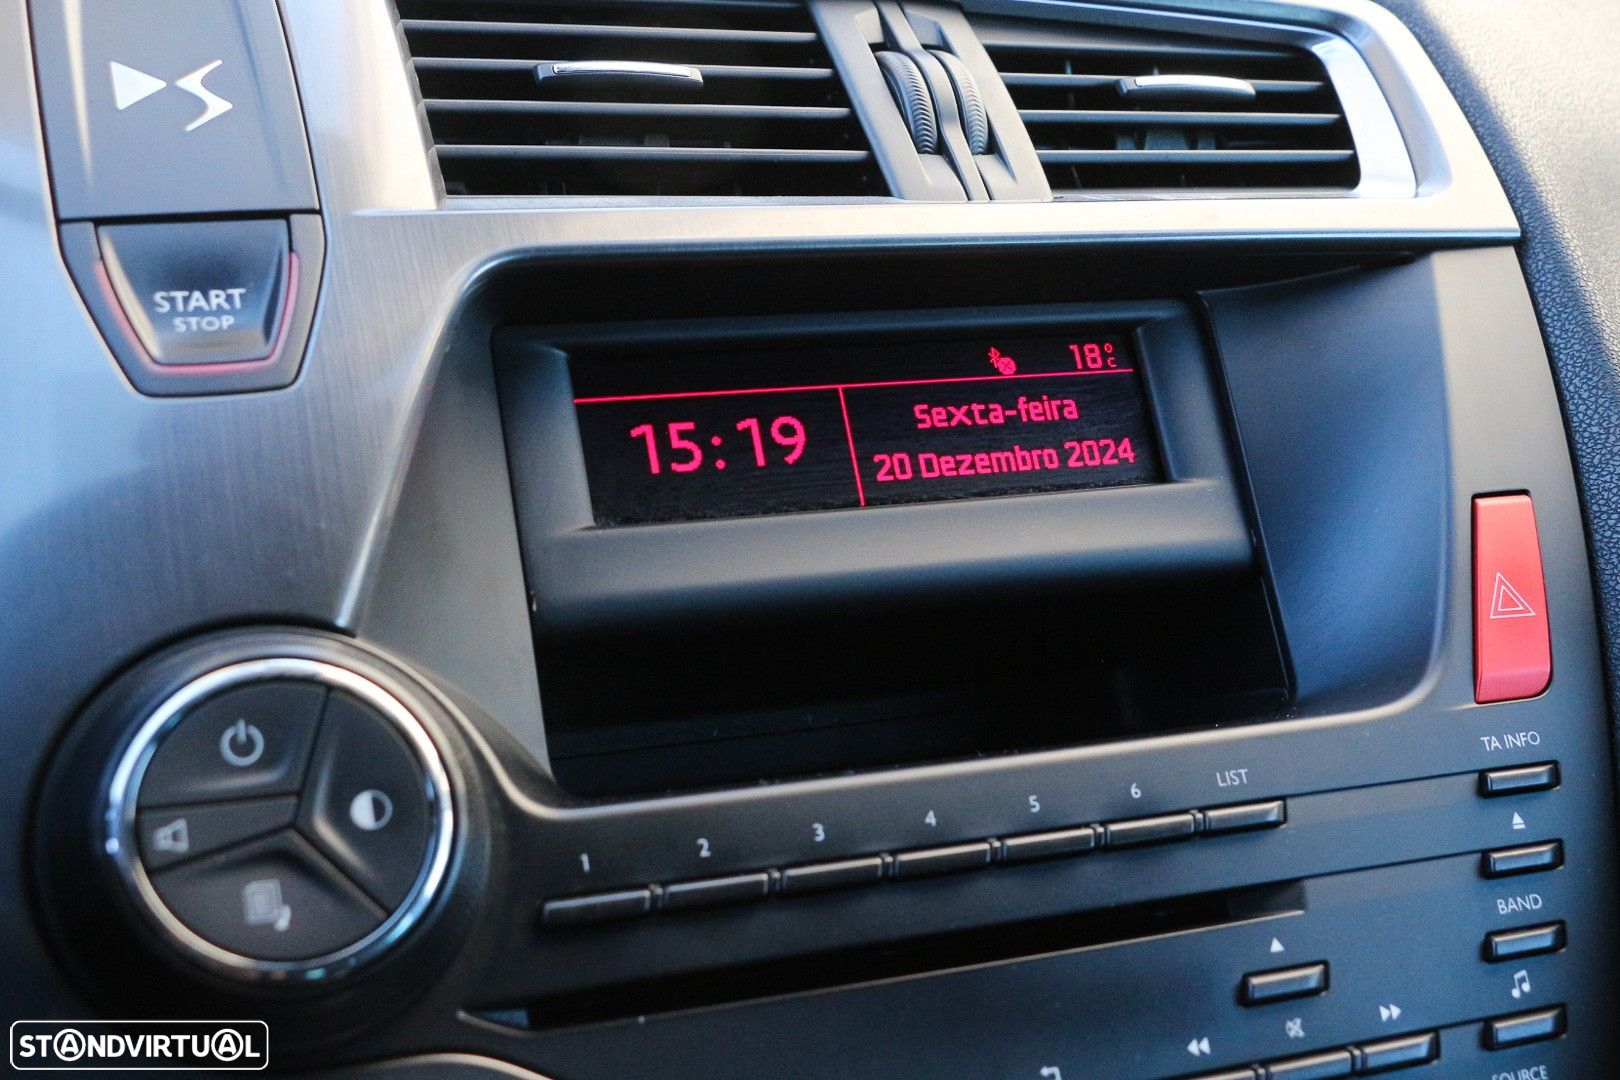 START
STOP
18°C
15:19
Sexta-feira
20 Dezembro 2024
TA INFO
LIST
1 2 3 4 5 6
BAND
SOURCE
STANDVIRTUAL